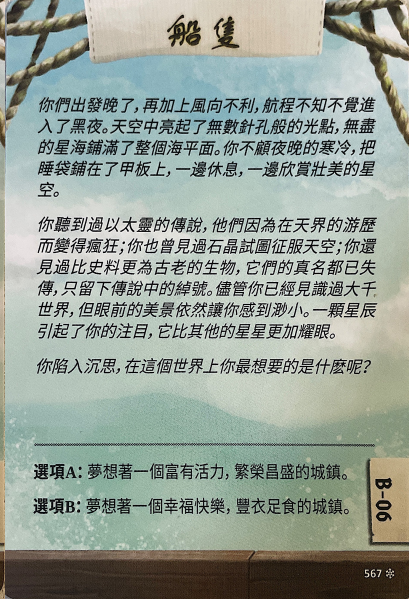 船隻
你們出發晚了，再加上風向不利，航程不知不覺進
入了黑夜。天空中亮起了無數針孔般的光點，無盡
的星海鋪滿了整個海平面。你不顧夜晚的寒冷，把
睡袋鋪在了甲板上，一邊休息，一邊欣賞壯美的星
空。
你聽到過以太靈的傳說，他們因為在天界的游歷
而變得瘋狂；你也曾見過石晶試圖征服天空；你還
見過比史料更為古老的生物，它們的真名都已失
傳，只留下傳說中的綽號。儘管你已經見識過大千
世界，但眼前的美景依然讓你感到渺小。一顆星辰
引起了你的注目，它比其他的星星更加耀眼。
你陷入沉思，在這個世界上你最想要的是什麼呢？
選項A：夢想著一個富有活力，繁榮昌盛的城鎮。
選項B：夢想著一個幸福快樂，豐衣足食的城鎮。
B-06
567